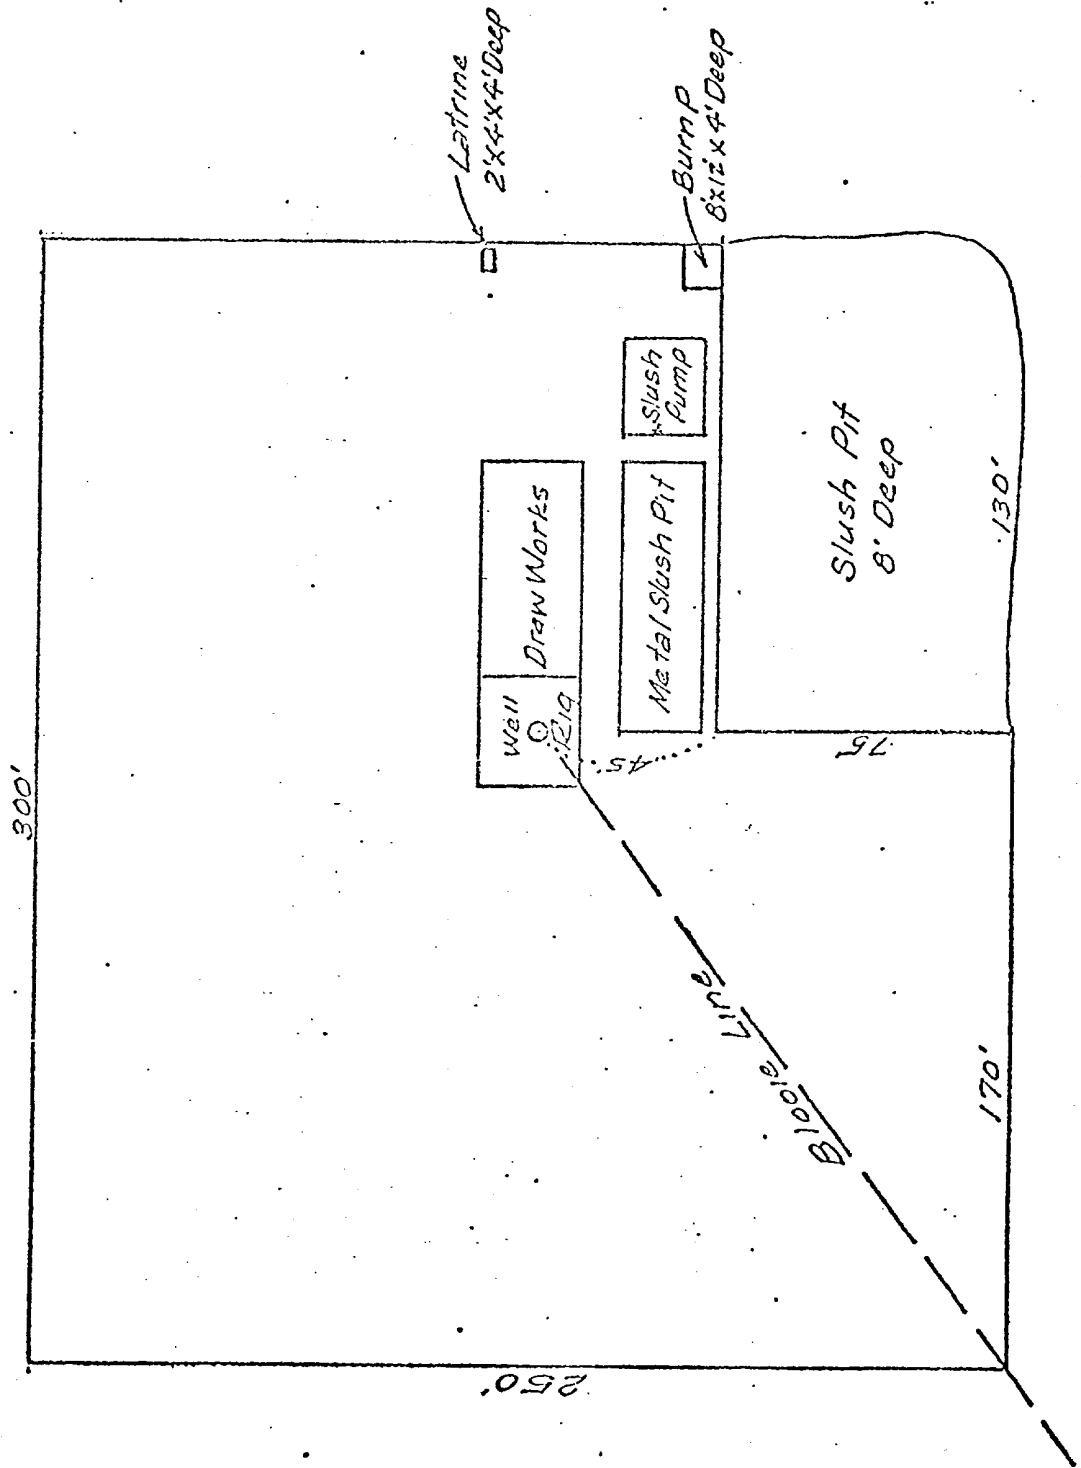 Latrine
2'x4'x4' Deep
Burn P
8'x12'x4' Deep
300'
Well
Rig
Draw Works
Slush
Pump
Metal Slush Pit
45'
Slush Pit
8' Deep
75'
130'
Blooie Line
170'
250'